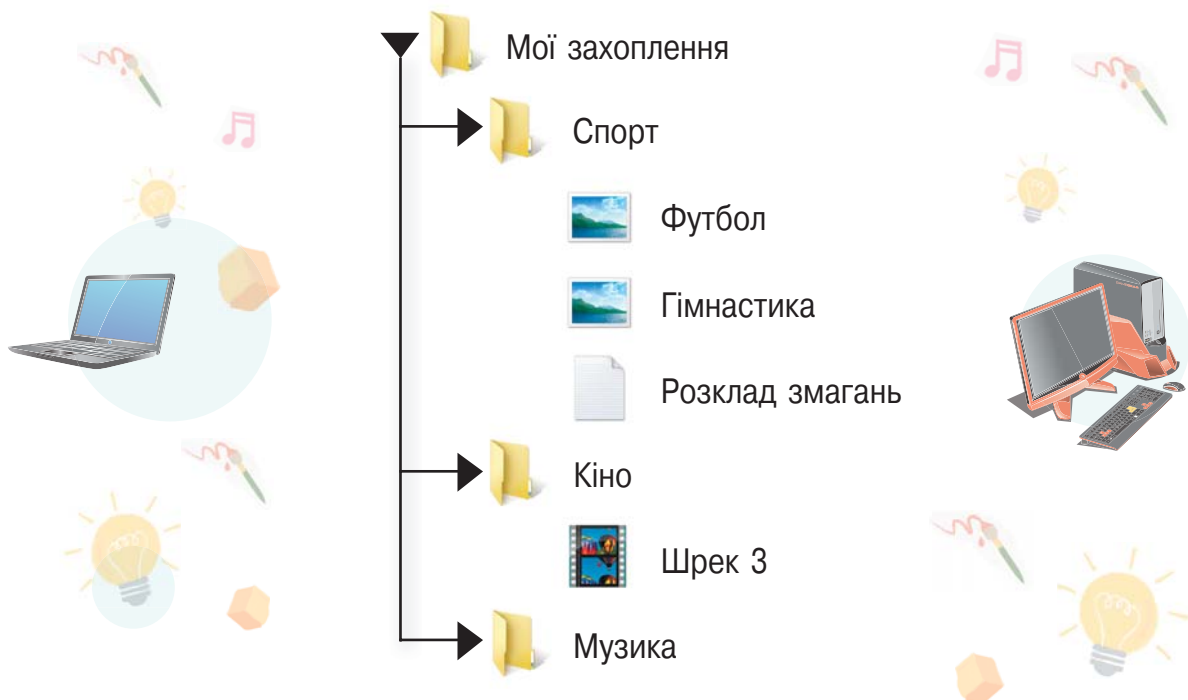 Мої захоплення
Спорт
Футбол
Гімнастика
Розклад змагань
Кіно
Шрек 3
Музика